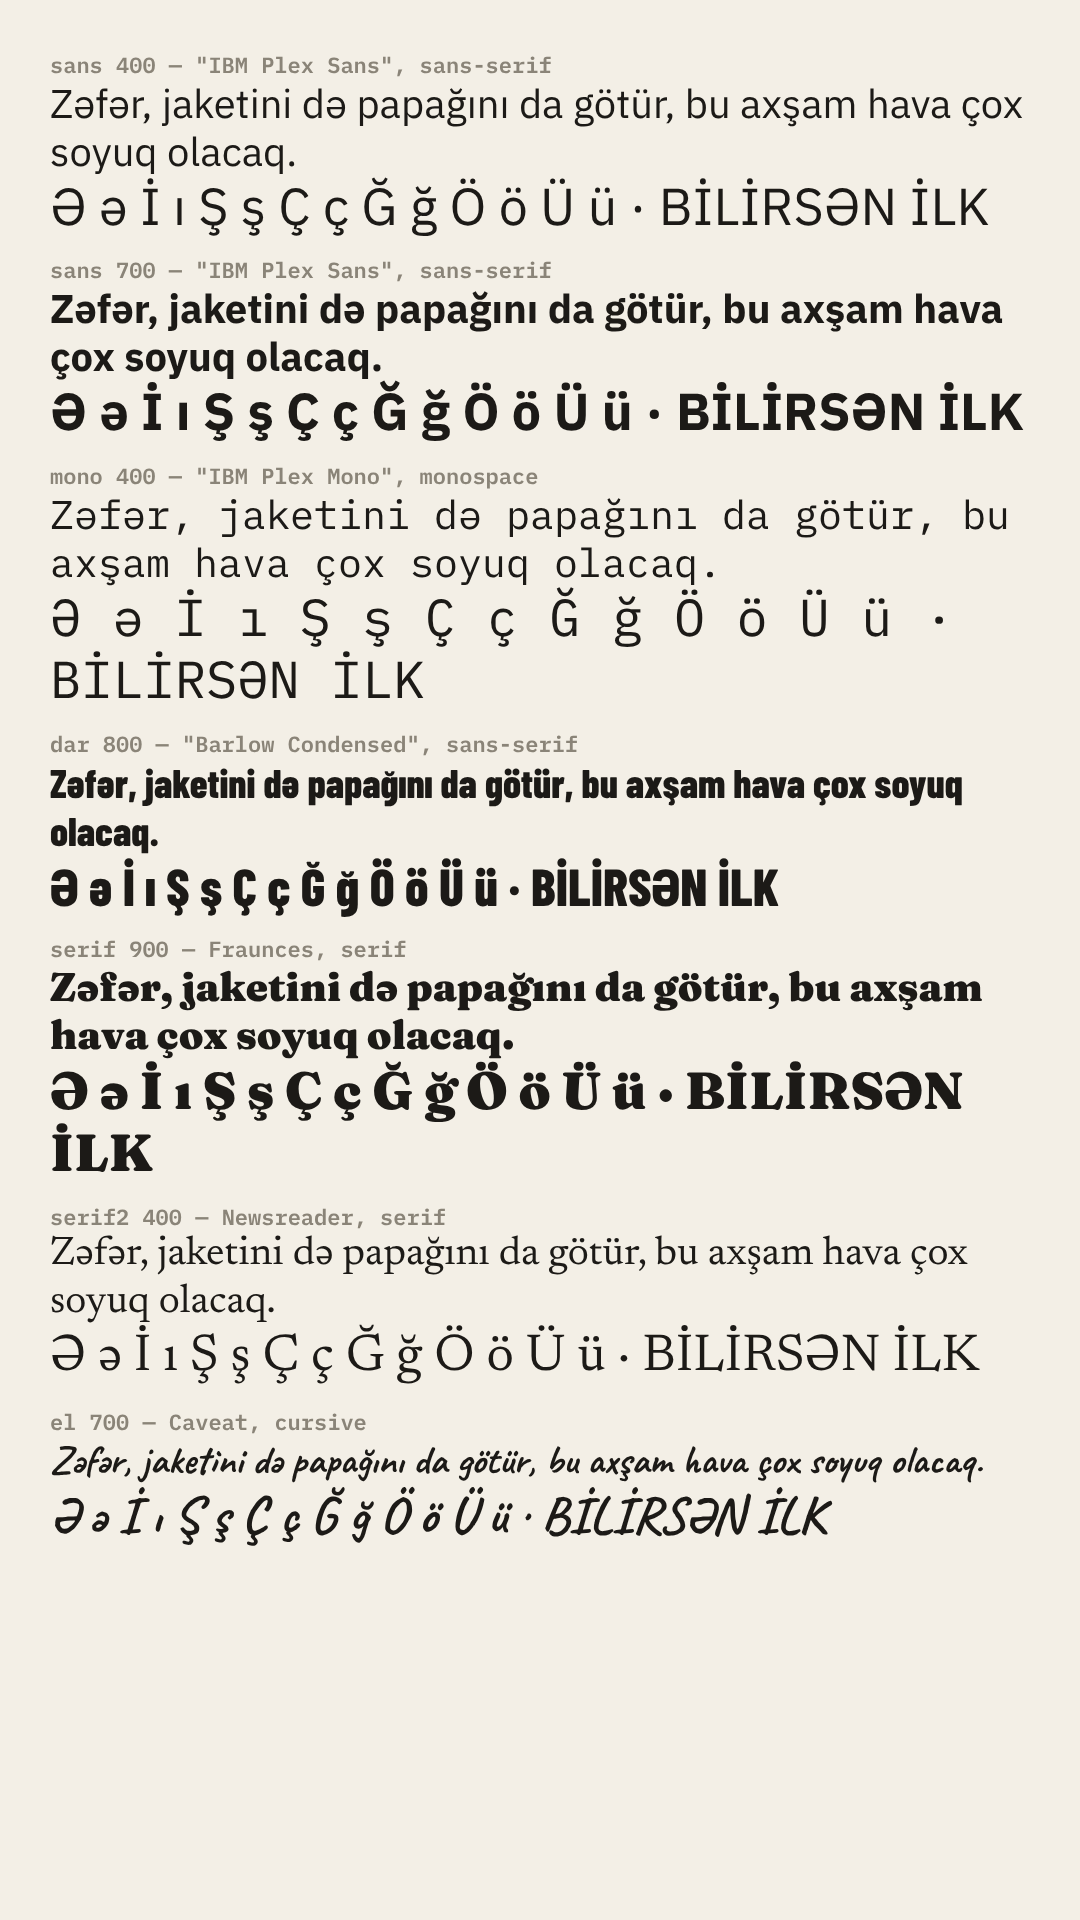 sans 400 — "IBM Plex Sans", sans-serif
Zəfər, jaketini də papağını da götür, bu axşam hava çox
soyuq olacaq.
Ə ə İ ı Ş ş Ç ç Ğ ğ Ö ö Ü ü · BİLİRSƏN İLK
sans 700 — "IBM Plex Sans", sans-serif
Zəfər, jaketini də papağını da götür, bu axşam hava
çox soyuq olacaq.
Ə ə İ ı Ş ş Ç ç Ğ ğ Ö ö Ü ü · BİLİRSƏN İLK
mono 400 — "IBM Plex Mono", monospace
Zəfər, jaketini də papağını da götür, bu
axşam hava çox soyuq olacaq.
Ə ə İ ı Ş ş Ç ç Ğ ğ Ö ö Ü ü ·
BİLİRSƏN İLK
dar 800 — "Barlow Condensed", sans-serif
Zəfər, jaketini də papağını da götür, bu axşam hava çox soyuq
olacaq.
Ə ə İ ı Ş ş Ç ç Ğ ğ Ö ö Ü ü · BİLİRSƏN İLK
serif 900 — Fraunces, serif
Zəfər, jaketini də papağını da götür, bu axşam
hava çox soyuq olacaq.
Ə ə İ ı Ş ş Ç ç Ğ ğ Ö ö Ü ü · BİLİRSƏN
İLK
serif2 400 — Newsreader, serif
Zəfər, jaketini də papağını da götür, bu axşam hava çox
soyuq olacaq.
Ə ə İ ı Ş ş Ç ç Ğ ğ Ö ö Ü ü · BİLİRSƏN İLK
el 700 — Caveat, cursive
Zəfər, jaketini də papağını da götür, bu axşam hava çox soyuq olacaq.
Ə ə İ ı Ş ş Ç ç Ğ ğ Ö ö Ü ü · BİLİRSƏN İLK